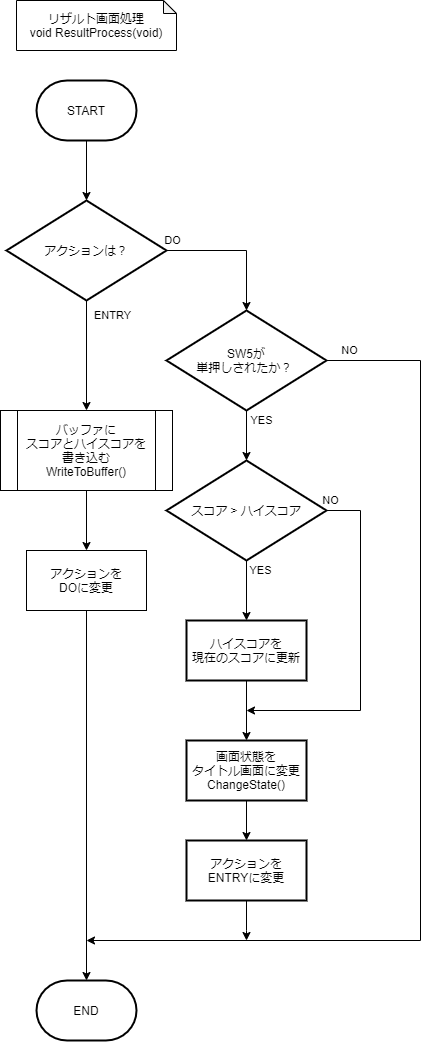 リザルト画面処理
void ResultProcess(void)
START
アクションは？
DO
ENTRY
SW5が
単押しされたか？
NO
YES
バッファに
スコアとハイスコアを
書き込む
WriteToBuffer()
スコア > ハイスコア
NO
YES
アクションを
DOに変更
ハイスコアを
現在のスコアに更新
画面状態を
タイトル画面に変更
ChangeState()
アクションを
ENTRYに変更
END